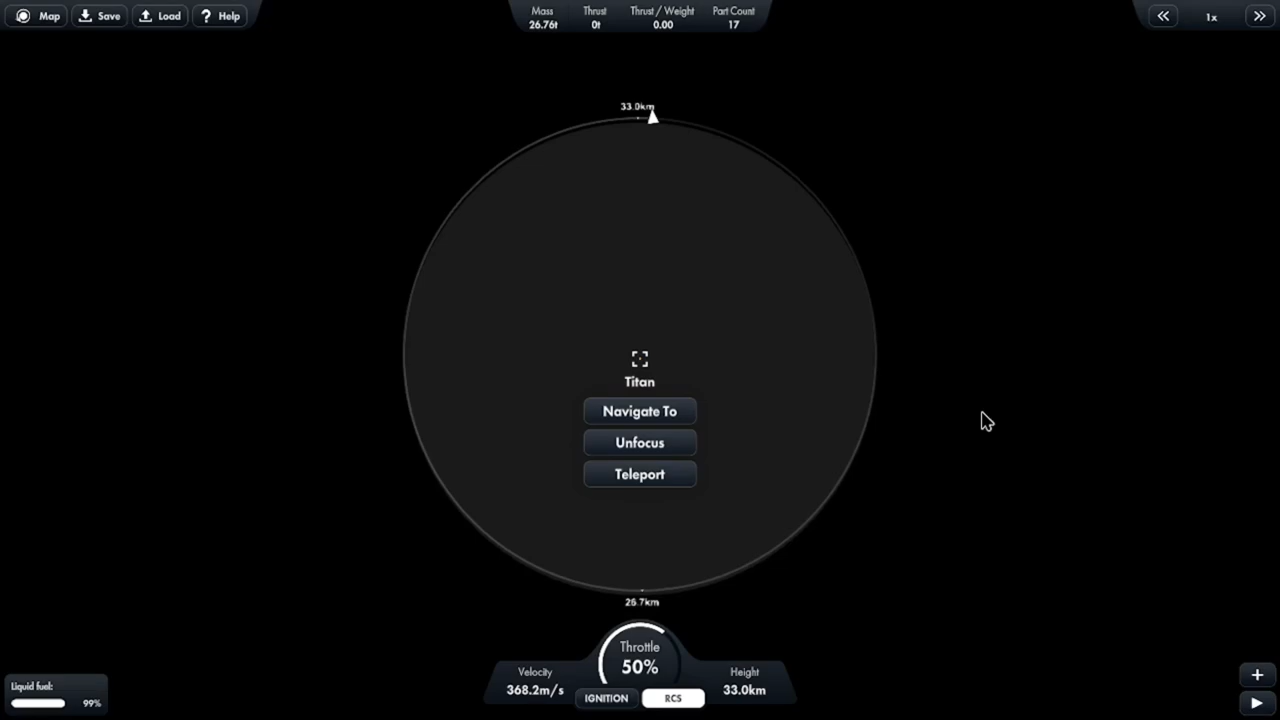 Map Save Load Help
Mass Thrust Thrust / Weight Part Count
26.76t 0t 0.00 17
1x
33.0km
Titan
Navigate To
Unfocus
Teleport
26.7km
Throttle
50%
Velocity Height
368.2m/s 33.0km
IGNITION RCS
Liquid fuel:
99%